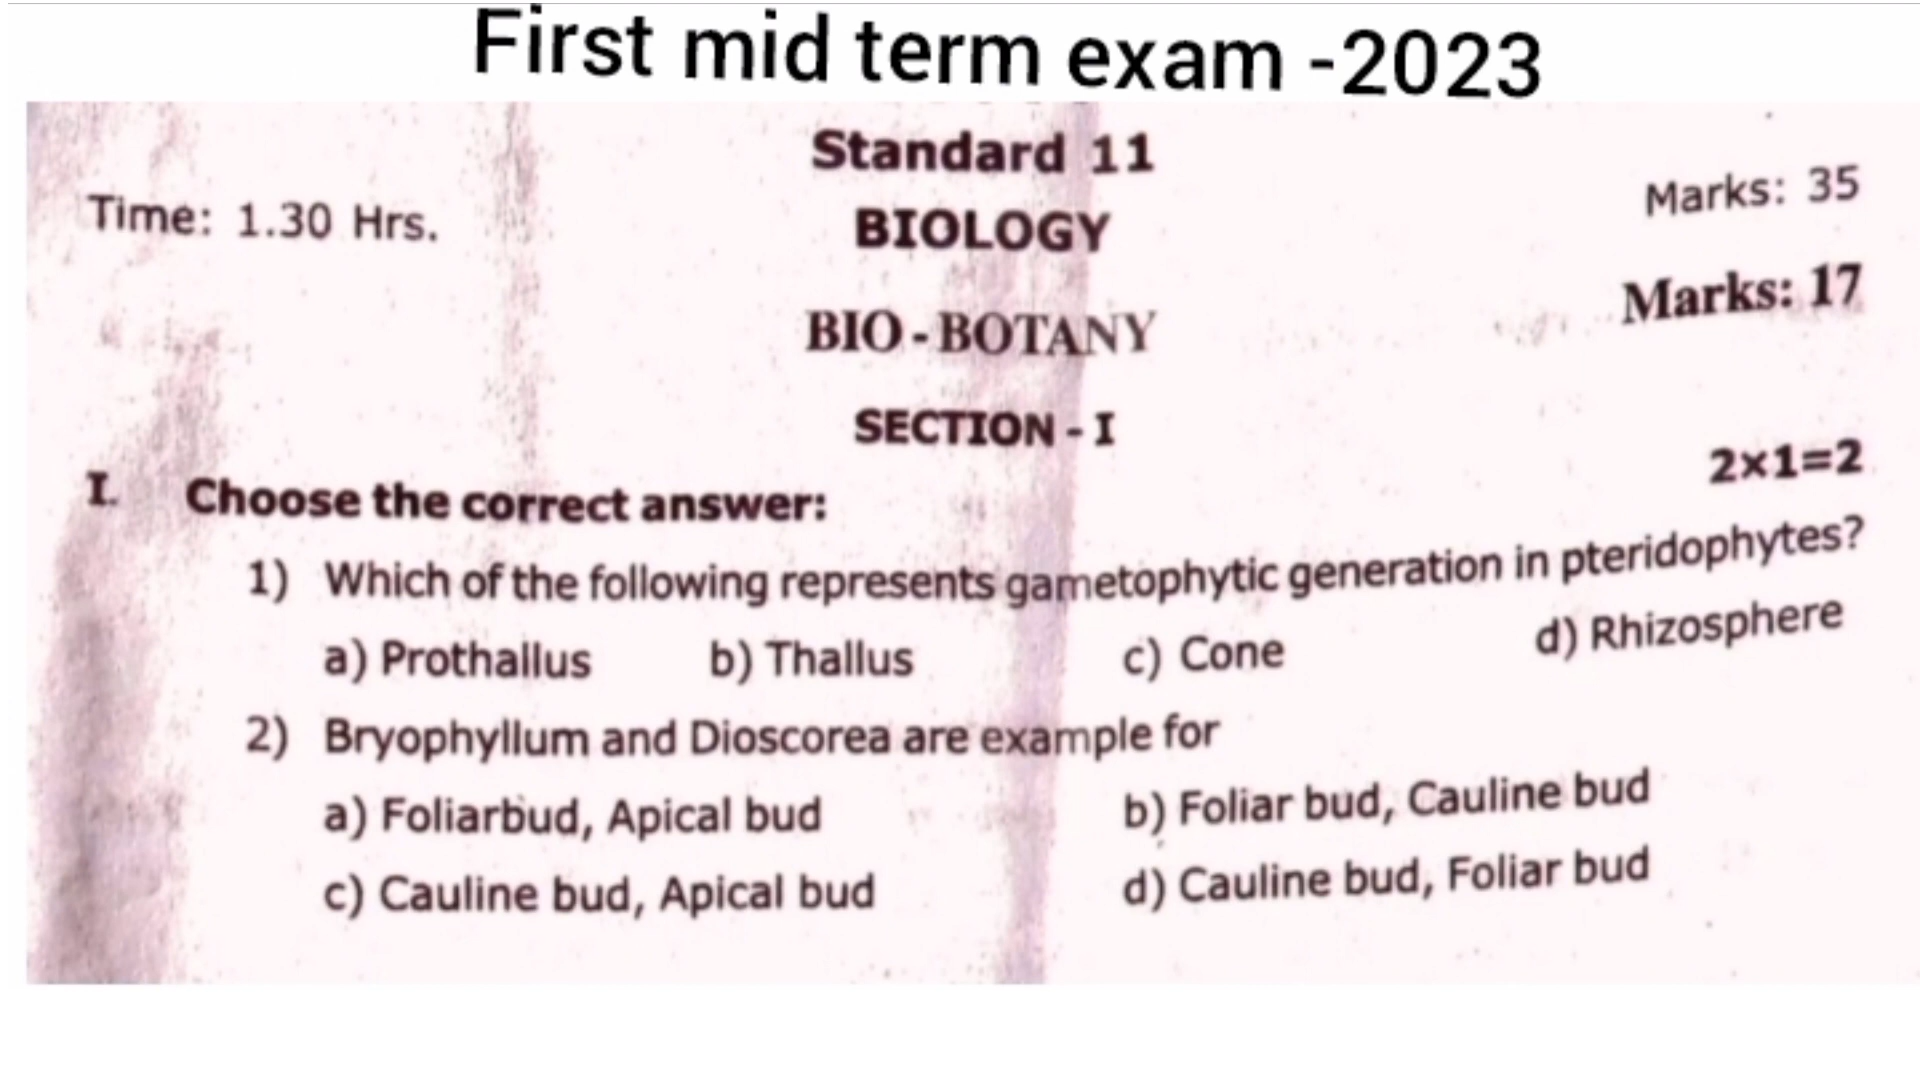 First mid term exam -2023
Standard 11
Time: 1.30 Hrs.
Marks: 35
BIOLOGY
Marks: 17
BIO - BOTANY
SECTION - I
2×1=2
I. Choose the correct answer:
1) Which of the following represents gametophytic generation in pteridophytes?
a) Prothallus b) Thallus c) Cone d) Rhizosphere
2) Bryophyllum and Dioscorea are example for
a) Foliarbud, Apical bud b) Foliar bud, Cauline bud
c) Cauline bud, Apical bud d) Cauline bud, Foliar bud